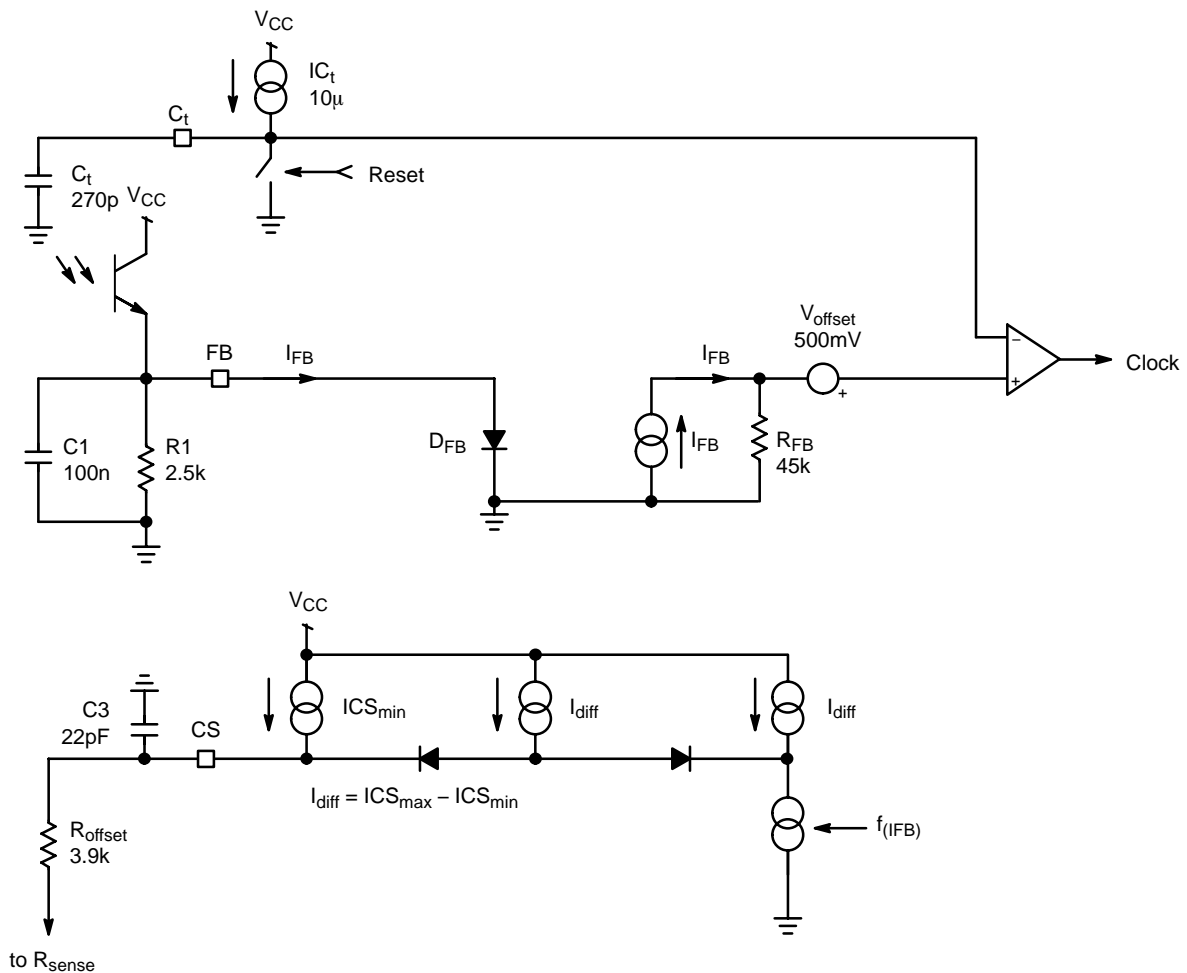 VCC
ICt
10µ
Ct
Reset
Ct
270p
VCC
Voffset
500mV
FB
IFB
IFB
−
+
Clock
+
C1
100n
R1
2.5k
DFB
IFB
RFB
45k
VCC
C3
22pF
CS
ICSmin
Idiff
Idiff
Idiff = ICSmax – ICSmin
Roffset
3.9k
f(IFB)
to Rsense